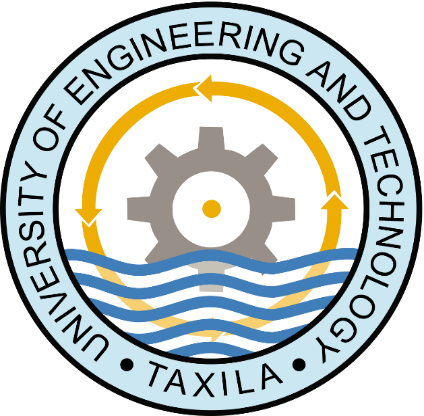 UNIVERSITY OF ENGINEERING AND TECHNOLOGY
• TAXILA •